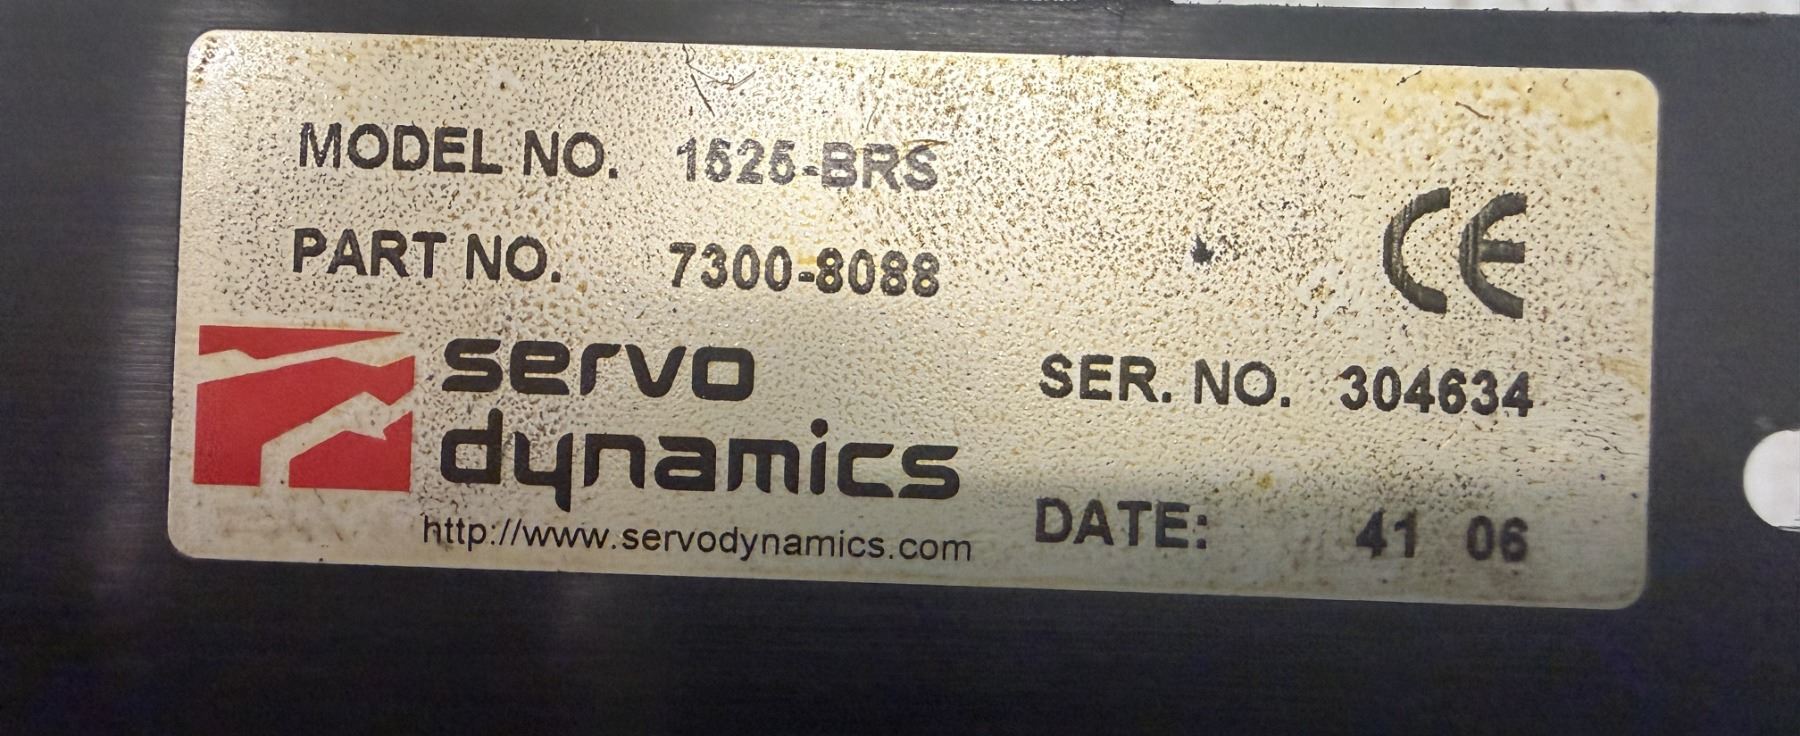 MODEL NO. 1525-BRS
PART NO. 7300-8088
CE
servo
dynamics
SER. NO. 304634
http://www.servodynamics.com
DATE: 41 06